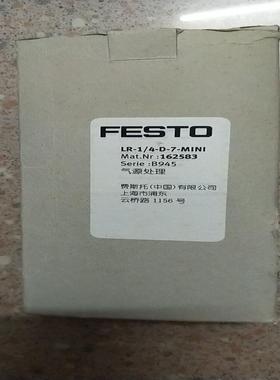 FESTO
LR-1/4-D-7-MINI
Mat.Nr:162583
Serie:B945
气源处理
费斯托(中国)有限公司
上海市浦东
云桥路 1156 号